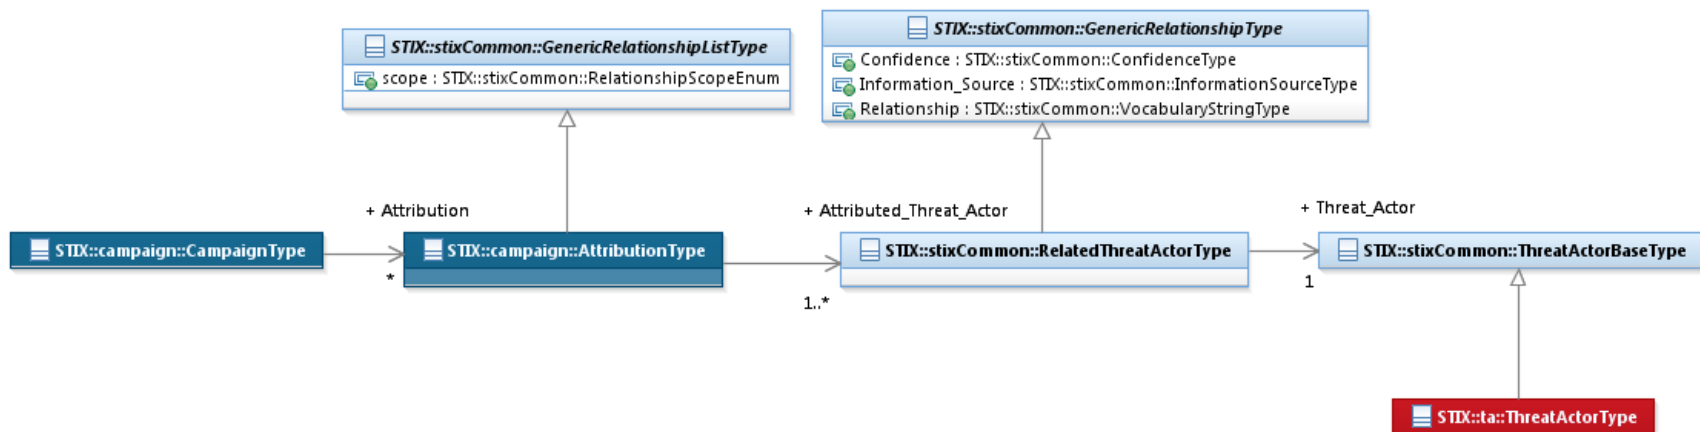 STIX::stixCommon::GenericRelationshipListType
scope : STIX::stixCommon::RelationshipScopeEnum
STIX::stixCommon::GenericRelationshipType
Confidence : STIX::stixCommon::ConfidenceType
Information_Source : STIX::stixCommon::InformationSourceType
Relationship : STIX::stixCommon::VocabularyStringType
+ Attribution
+ Attributed_Threat_Actor
+ Threat_Actor
STIX::campaign::CampaignType
*
STIX::campaign::AttributionType
1..*
STIX::stixCommon::RelatedThreatActorType
1
STIX::stixCommon::ThreatActorBaseType
STIX::ta::ThreatActorType